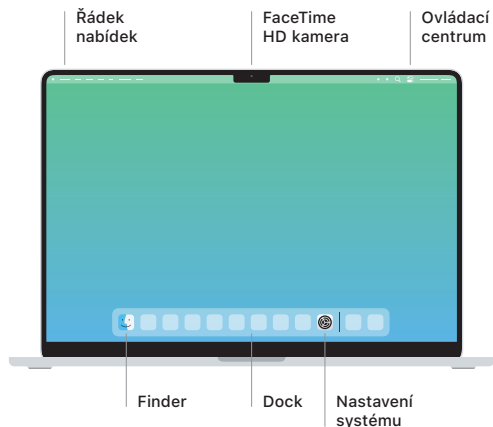 Řádek
nabídek
FaceTime
HD kamera
Ovládací
centrum
Finder
Dock
Nastavení
systému